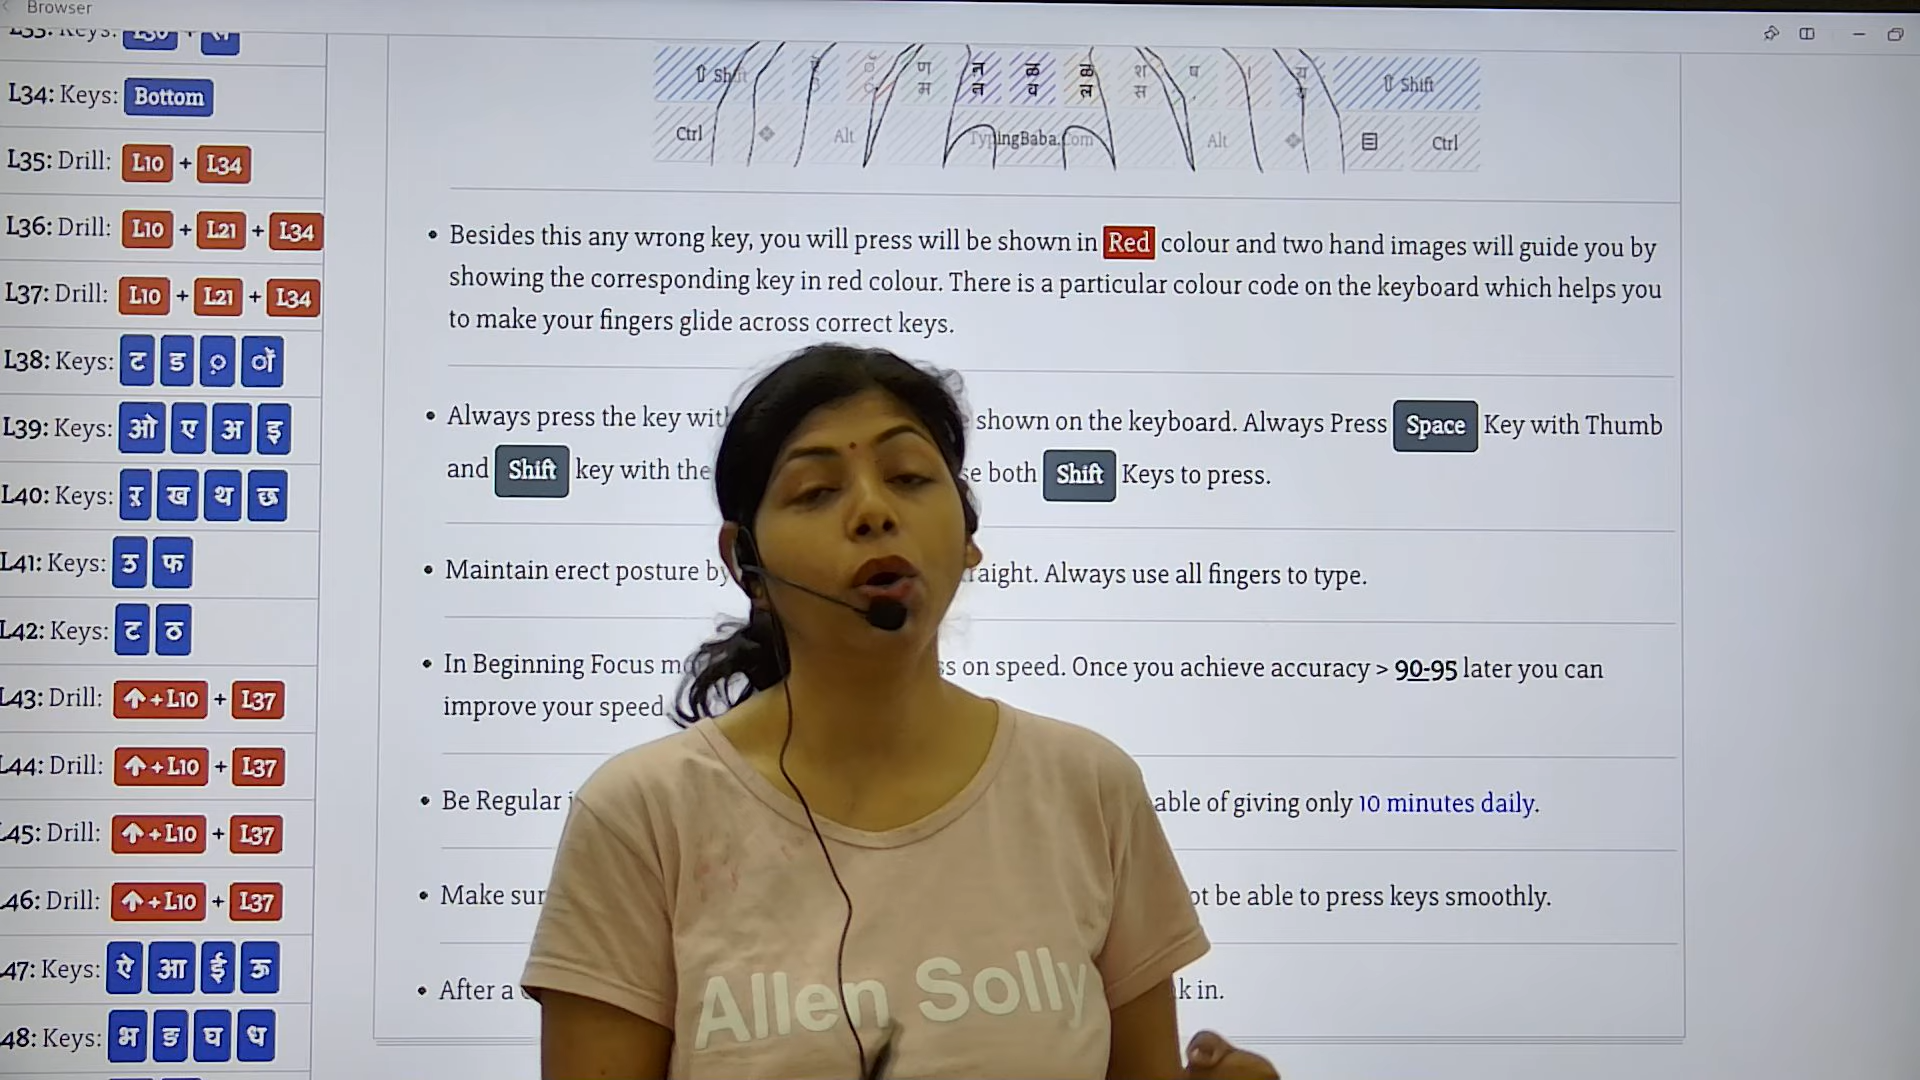 Browser
L33: Keys: L30 +
L34: Keys: Bottom
L35: Drill: L10 + L34
L36: Drill: L10 + L21 + L34
L37: Drill: L10 + L21 + L34
L38: Keys: ट ड ़ ॉ
L39: Keys: ओ ए अ इ
L40: Keys: ऱ ख थ छ
L41: Keys: उ फ
L42: Keys: ट ठ
L43: Drill: ↑+L10 + L37
L44: Drill: ↑+L10 + L37
L45: Drill: ↑+L10 + L37
L46: Drill: ↑+L10 + L37
L47: Keys: ऐ आ ई ऊ
L48: Keys: भ ङ घ ध
⇧ Shift ण ऩ ळ ऴ श ष । य़ ⇧ Shift
म न व ल स , . य
Ctrl Alt TypingBaba.Com Alt Ctrl
• Besides this any wrong key, you will press will be shown in Red colour and two hand images will guide you by
showing the corresponding key in red colour. There is a particular colour code on the keyboard which helps you
to make your fingers glide across correct keys.
• Always press the key with shown on the keyboard. Always Press Space Key with Thumb
and Shift key with the both Shift Keys to press.
• Maintain erect posture by Always use all fingers to type.
• In Beginning Focus on speed. Once you achieve accuracy > 90-95 later you can
improve your speed.
• Be Regular of giving only 10 minutes daily.
• Make be able to press keys smoothly.
• After a in.
Allen Solly